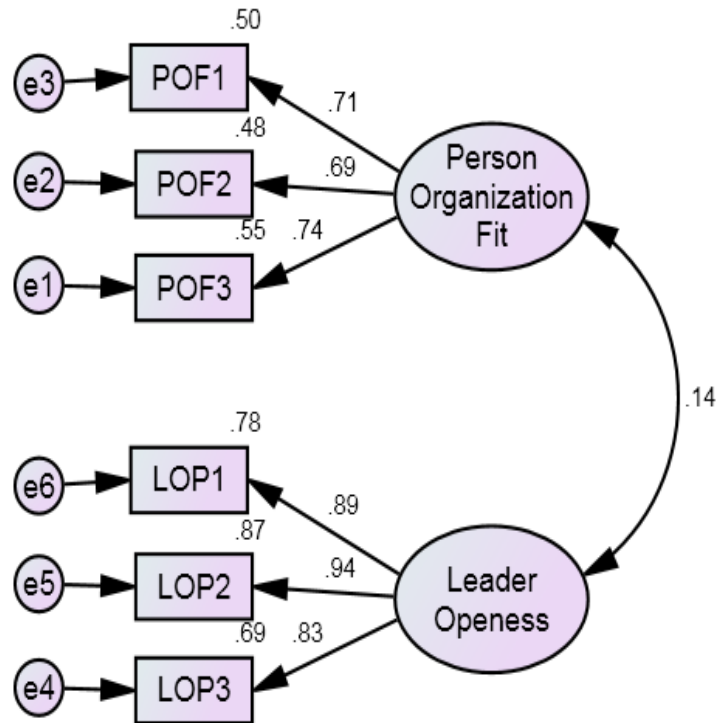 .50
e3
POF1
.71
.48
e2
POF2
.69
Person
Organization
Fit
.55 .74
e1
POF3
.14
.78
e6
LOP1
.89
.87
e5
LOP2
.94
Leader
Openess
.69 .83
e4
LOP3